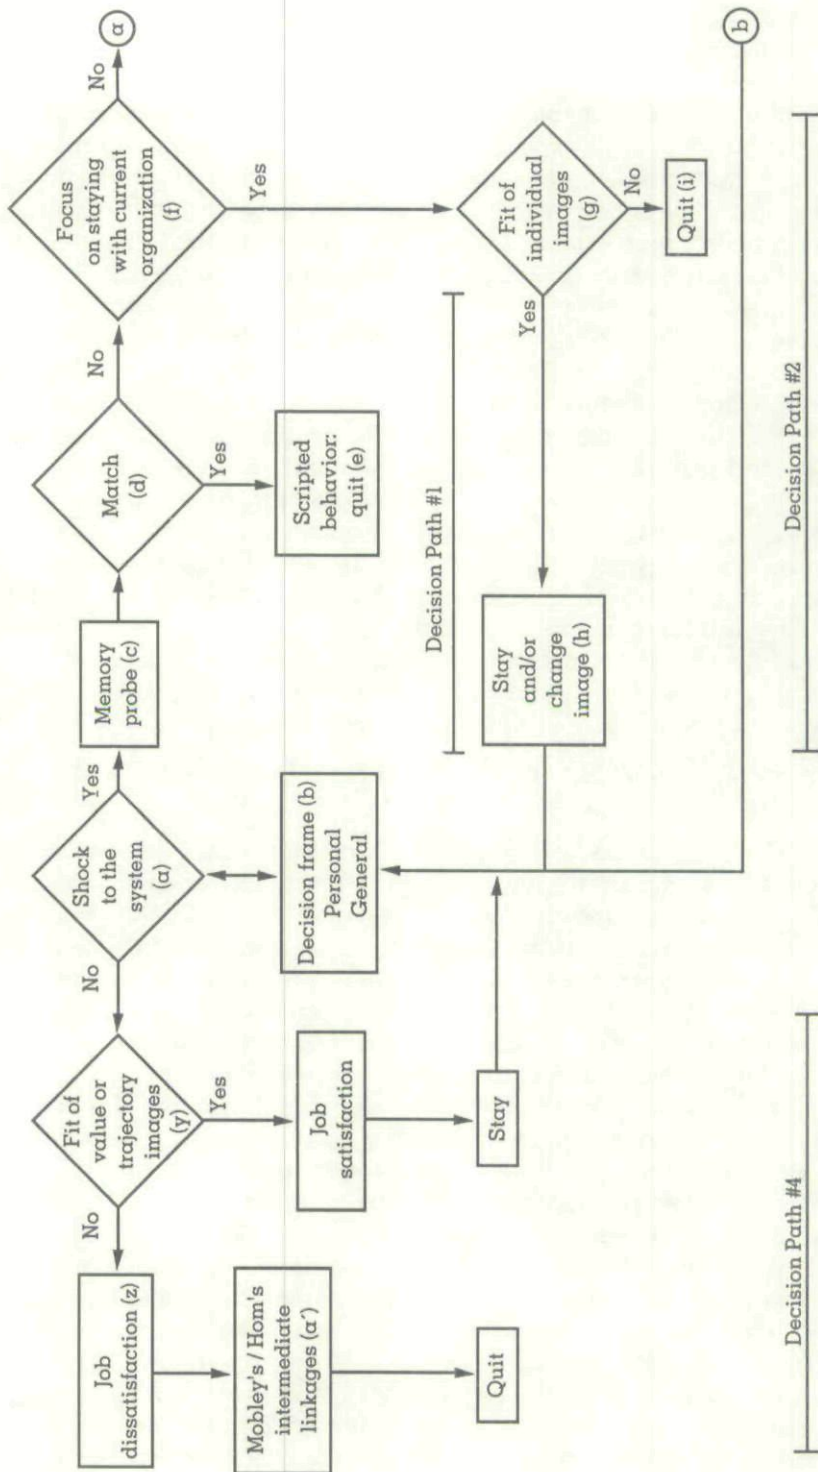 No
Job
dissatisfaction (z)
Mobley's / Hom's
intermediate
linkages (a')
Quit
Fit of
value or
trajectory
images
(y)
Yes
Job
satisfaction
Stay
No
Shock
to the
system
(a)
Yes
Decision frame (b)
Personal
General
Memory
probe (c)
Match
(d)
Yes
Scripted
behavior:
quit (e)
No
Focus
on staying
with current
organization
(f)
No
a
Yes
Decision Path #1
Fit of
individual
images
(g)
Yes
Stay
and/or
change
image (h)
No
Quit (i)
b
Decision Path #4
Decision Path #2